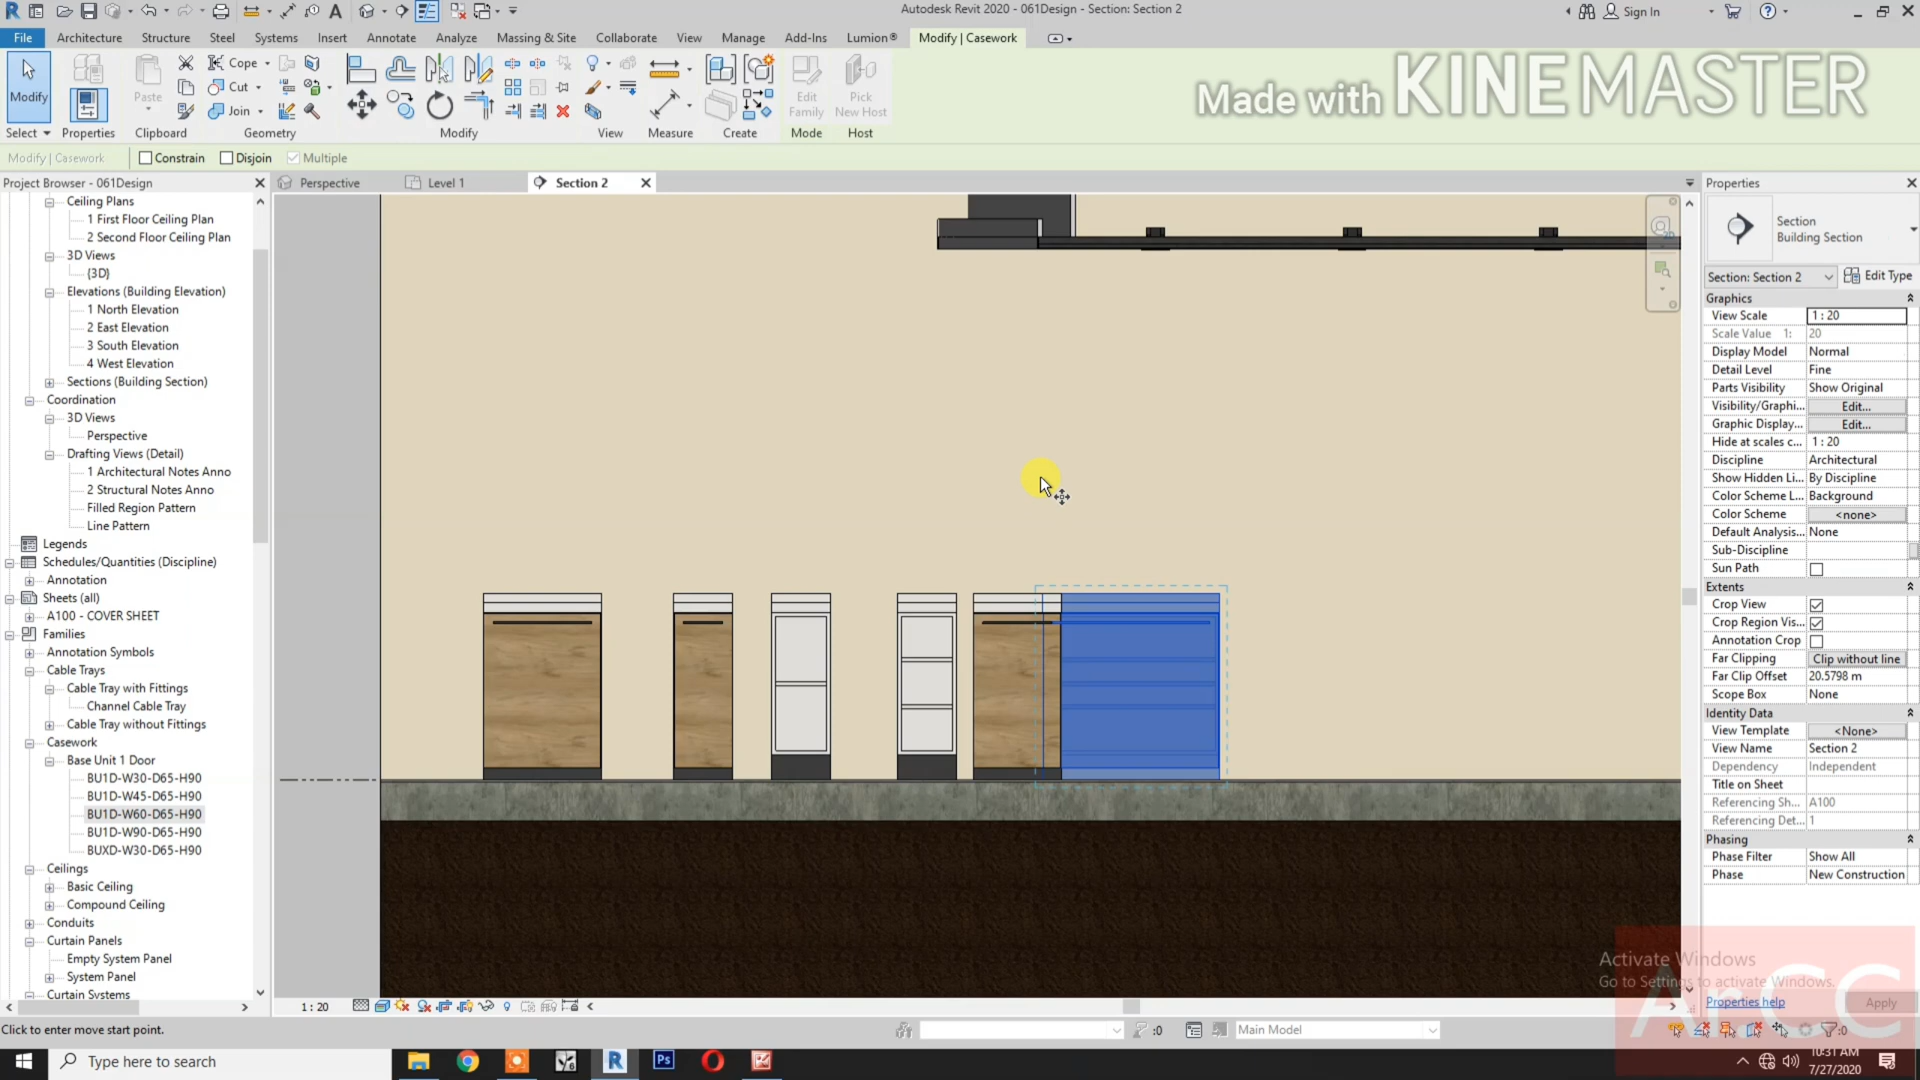 Autodesk Revit 2020 - 061Design - Section: Section 2
Sign In
File Architecture Structure Steel Systems Insert Annotate Analyze Massing & Site Collaborate View Manage Add-Ins Lumion® Modify | Casework
Made with KINEMASTER
Modify
Paste
Cope
Cut
Join
Edit Family
Pick New Host
Select Properties Clipboard Geometry Modify View Measure Create Mode Host
Modify | Casework Constrain Disjoin Multiple
Project Browser - 061Design
Perspective Level 1 Section 2
Properties
Ceiling Plans
1 First Floor Ceiling Plan
2 Second Floor Ceiling Plan
3D Views
{3D}
Elevations (Building Elevation)
1 North Elevation
2 East Elevation
3 South Elevation
4 West Elevation
Sections (Building Section)
Coordination
3D Views
Perspective
Drafting Views (Detail)
1 Architectural Notes Anno
2 Structural Notes Anno
Filled Region Pattern
Line Pattern
Legends
Schedules/Quantities (Discipline)
Annotation
Sheets (all)
A100 - COVER SHEET
Families
Annotation Symbols
Cable Trays
Cable Tray with Fittings
Channel Cable Tray
Cable Tray without Fittings
Casework
Base Unit 1 Door
BU1D-W30-D65-H90
BU1D-W45-D65-H90
BU1D-W60-D65-H90
BU1D-W90-D65-H90
BUXD-W30-D65-H90
Ceilings
Basic Ceiling
Compound Ceiling
Conduits
Curtain Panels
Empty System Panel
System Panel
Curtain Systems
Section
Building Section
Section: Section 2 Edit Type
Graphics
View Scale 1 : 20
Scale Value 1: 20
Display Model Normal
Detail Level Fine
Parts Visibility Show Original
Visibility/Graphi... Edit...
Graphic Display... Edit...
Hide at scales c... 1 : 20
Discipline Architectural
Show Hidden Li... By Discipline
Color Scheme L... Background
Color Scheme <none>
Default Analysis... None
Sub-Discipline
Sun Path
Extents
Crop View
Crop Region Vis...
Annotation Crop
Far Clipping Clip without line
Far Clip Offset 20.5798 m
Scope Box None
Identity Data
View Template <None>
View Name Section 2
Dependency Independent
Title on Sheet
Referencing Sh... A100
Referencing Det... 1
Phasing
Phase Filter Show All
Phase New Construction
Activate Windows
Go to Settings to activate Windows.
Properties help Apply
ArCC
1 : 20
Click to enter move start point.
:0 Main Model :0
Type here to search
Ps
10:31 AM
7/27/2020